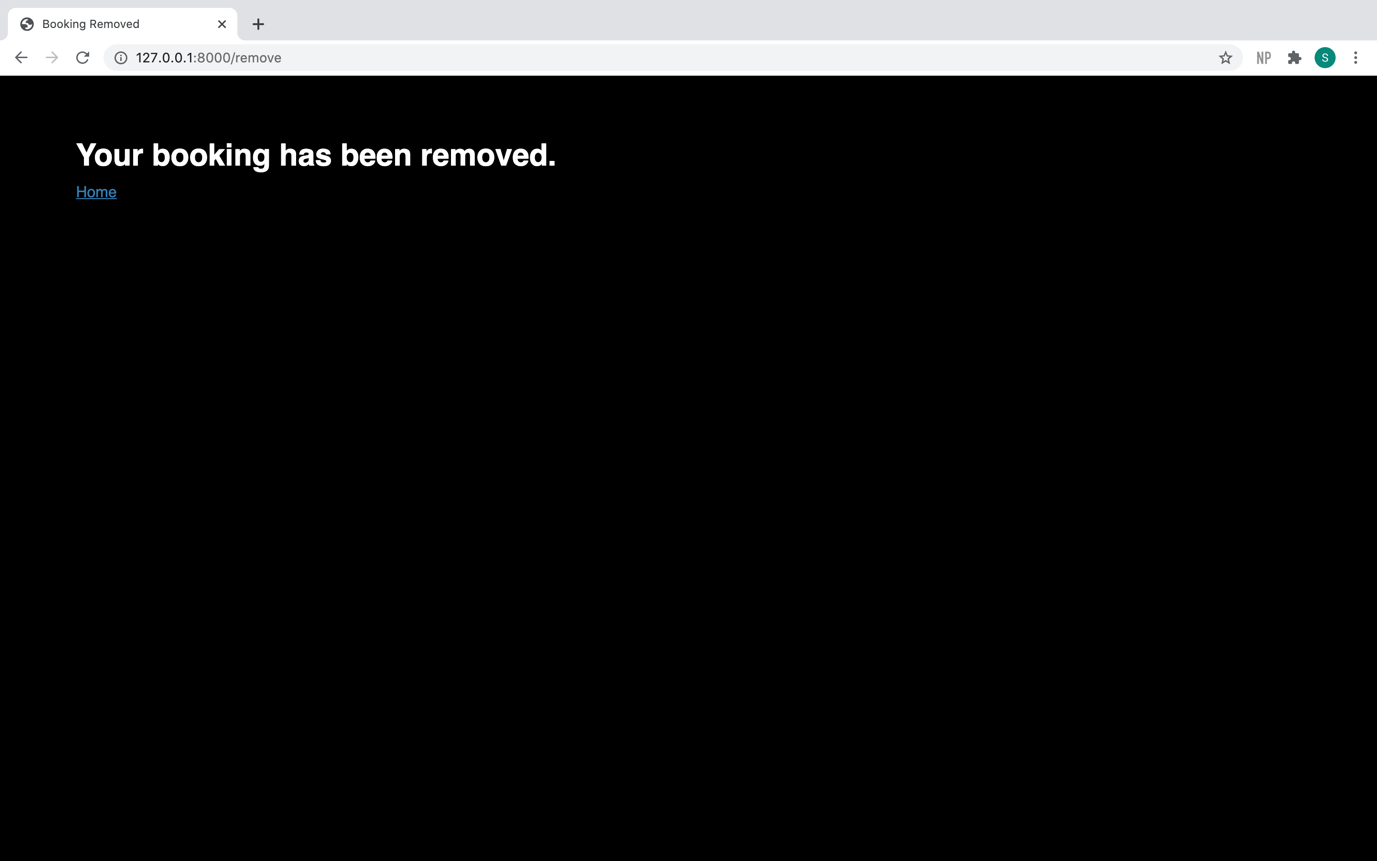 Booking Removed
127.0.0.1:8000/remove
NP
S
Your booking has been removed.
Home